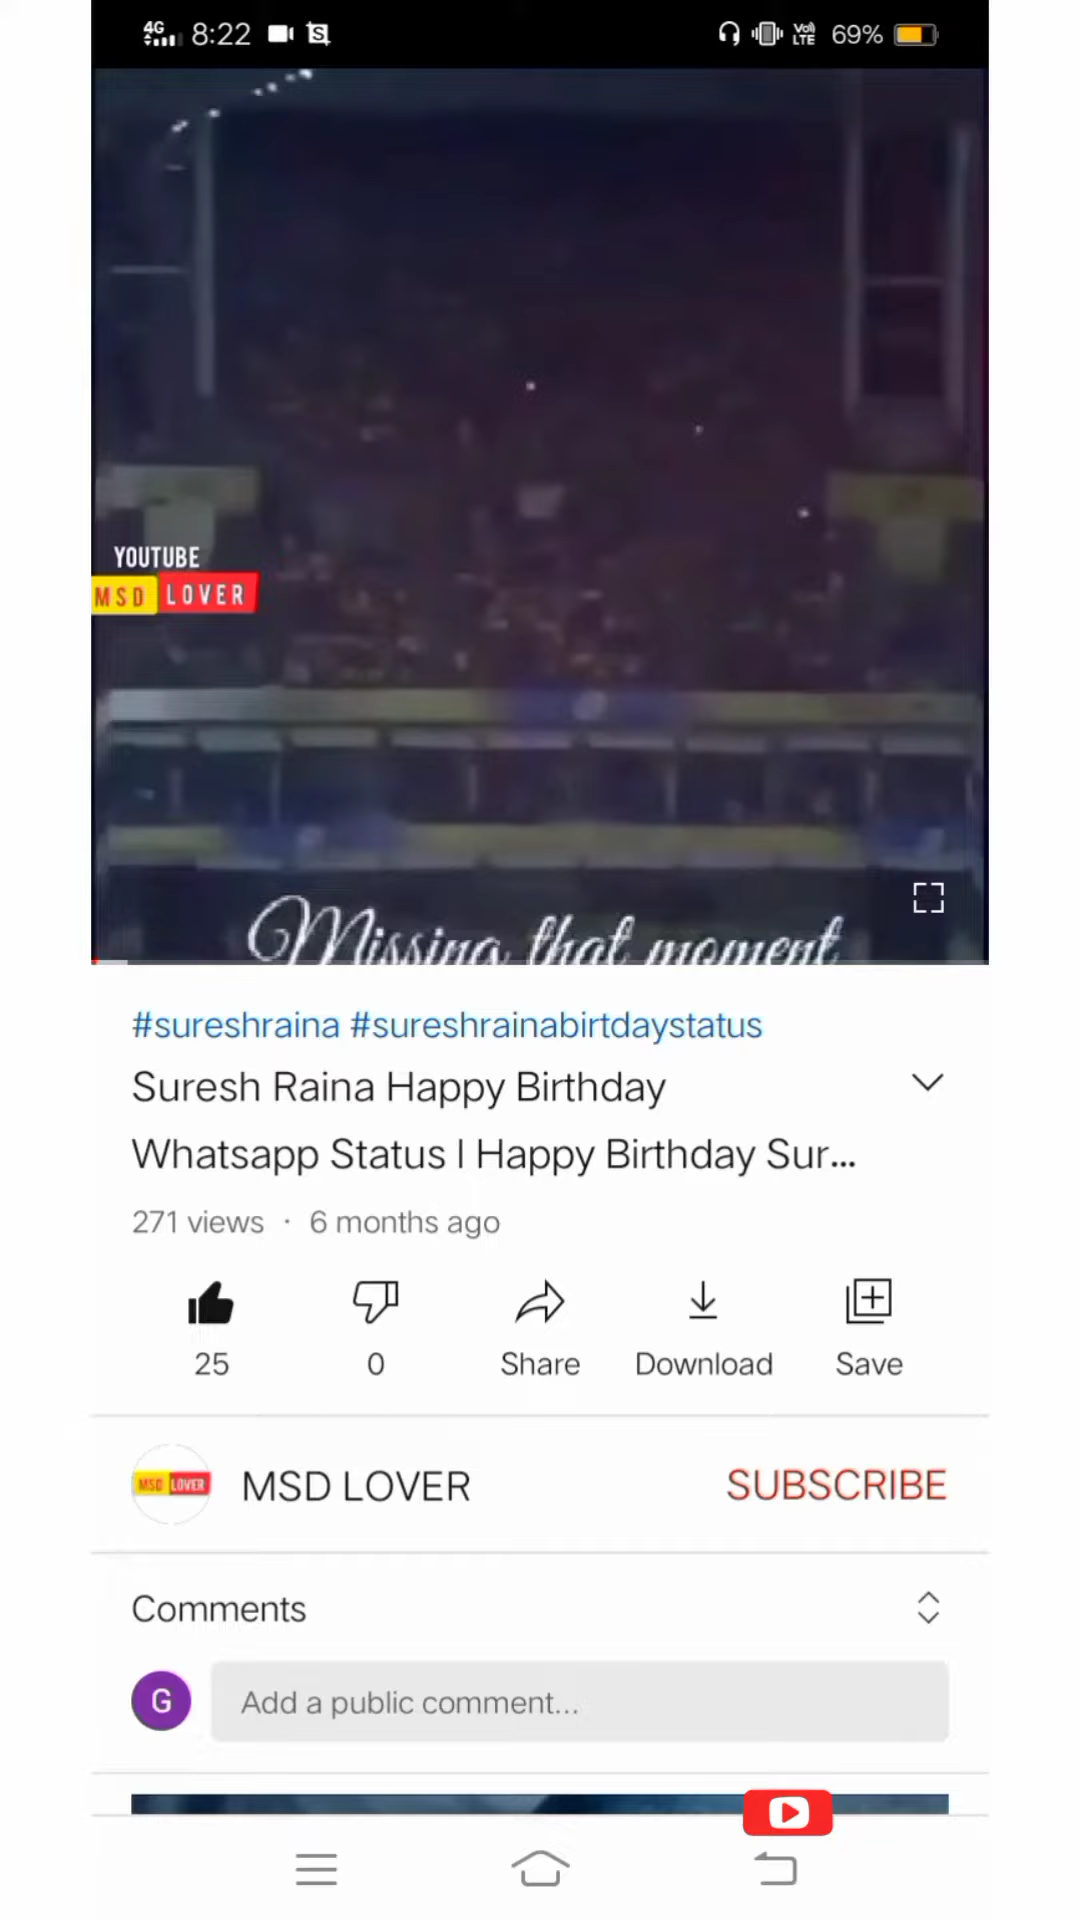 4G 8:22 Vo)) LTE 69%
YOUTUBE
MSD LOVER
Missing that moment
#sureshraina #sureshrainabirtdaystatus
Suresh Raina Happy Birthday
Whatsapp Status I Happy Birthday Sur...
271 views · 6 months ago
25 0 Share Download Save
MSD LOVER MSD LOVER SUBSCRIBE
Comments
G Add a public comment...